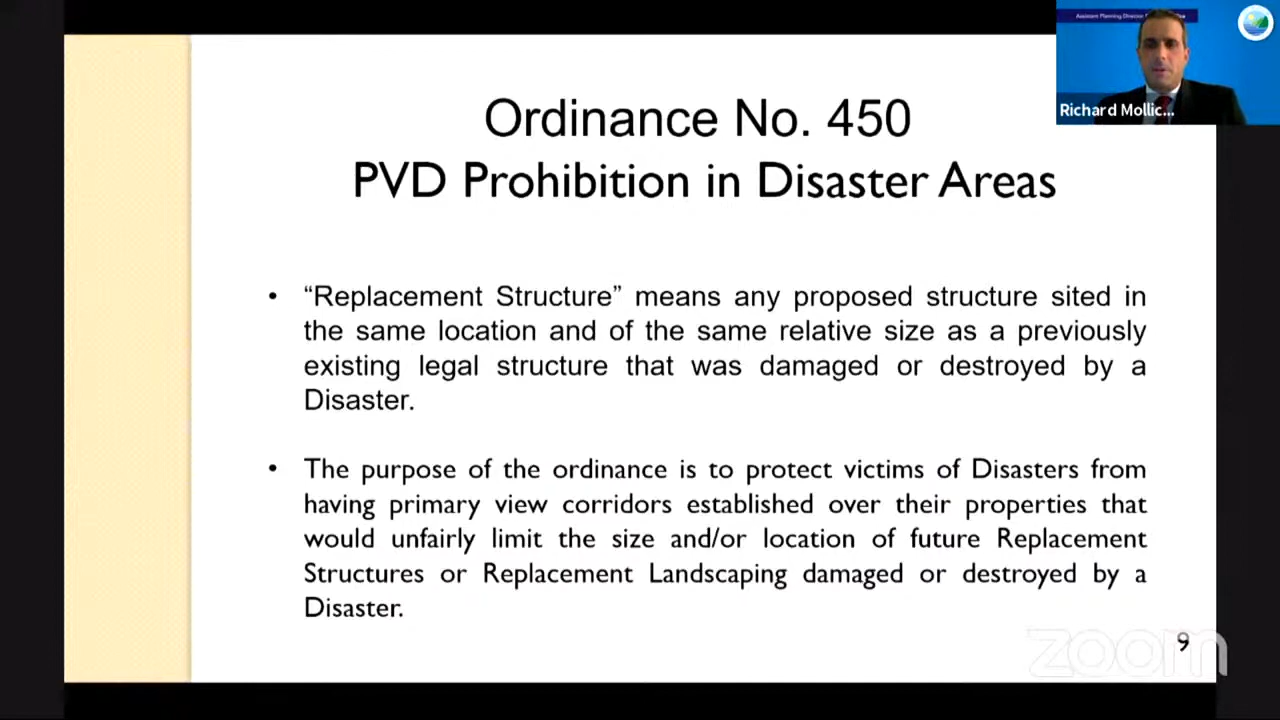 Assistant Planning Director
Richard Mollic...
Ordinance No. 450
PVD Prohibition in Disaster Areas
• “Replacement Structure” means any proposed structure sited in
the same location and of the same relative size as a previously
existing legal structure that was damaged or destroyed by a
Disaster.
• The purpose of the ordinance is to protect victims of Disasters from
having primary view corridors established over their properties that
would unfairly limit the size and/or location of future Replacement
Structures or Replacement Landscaping damaged or destroyed by a
Disaster.
9
zoom